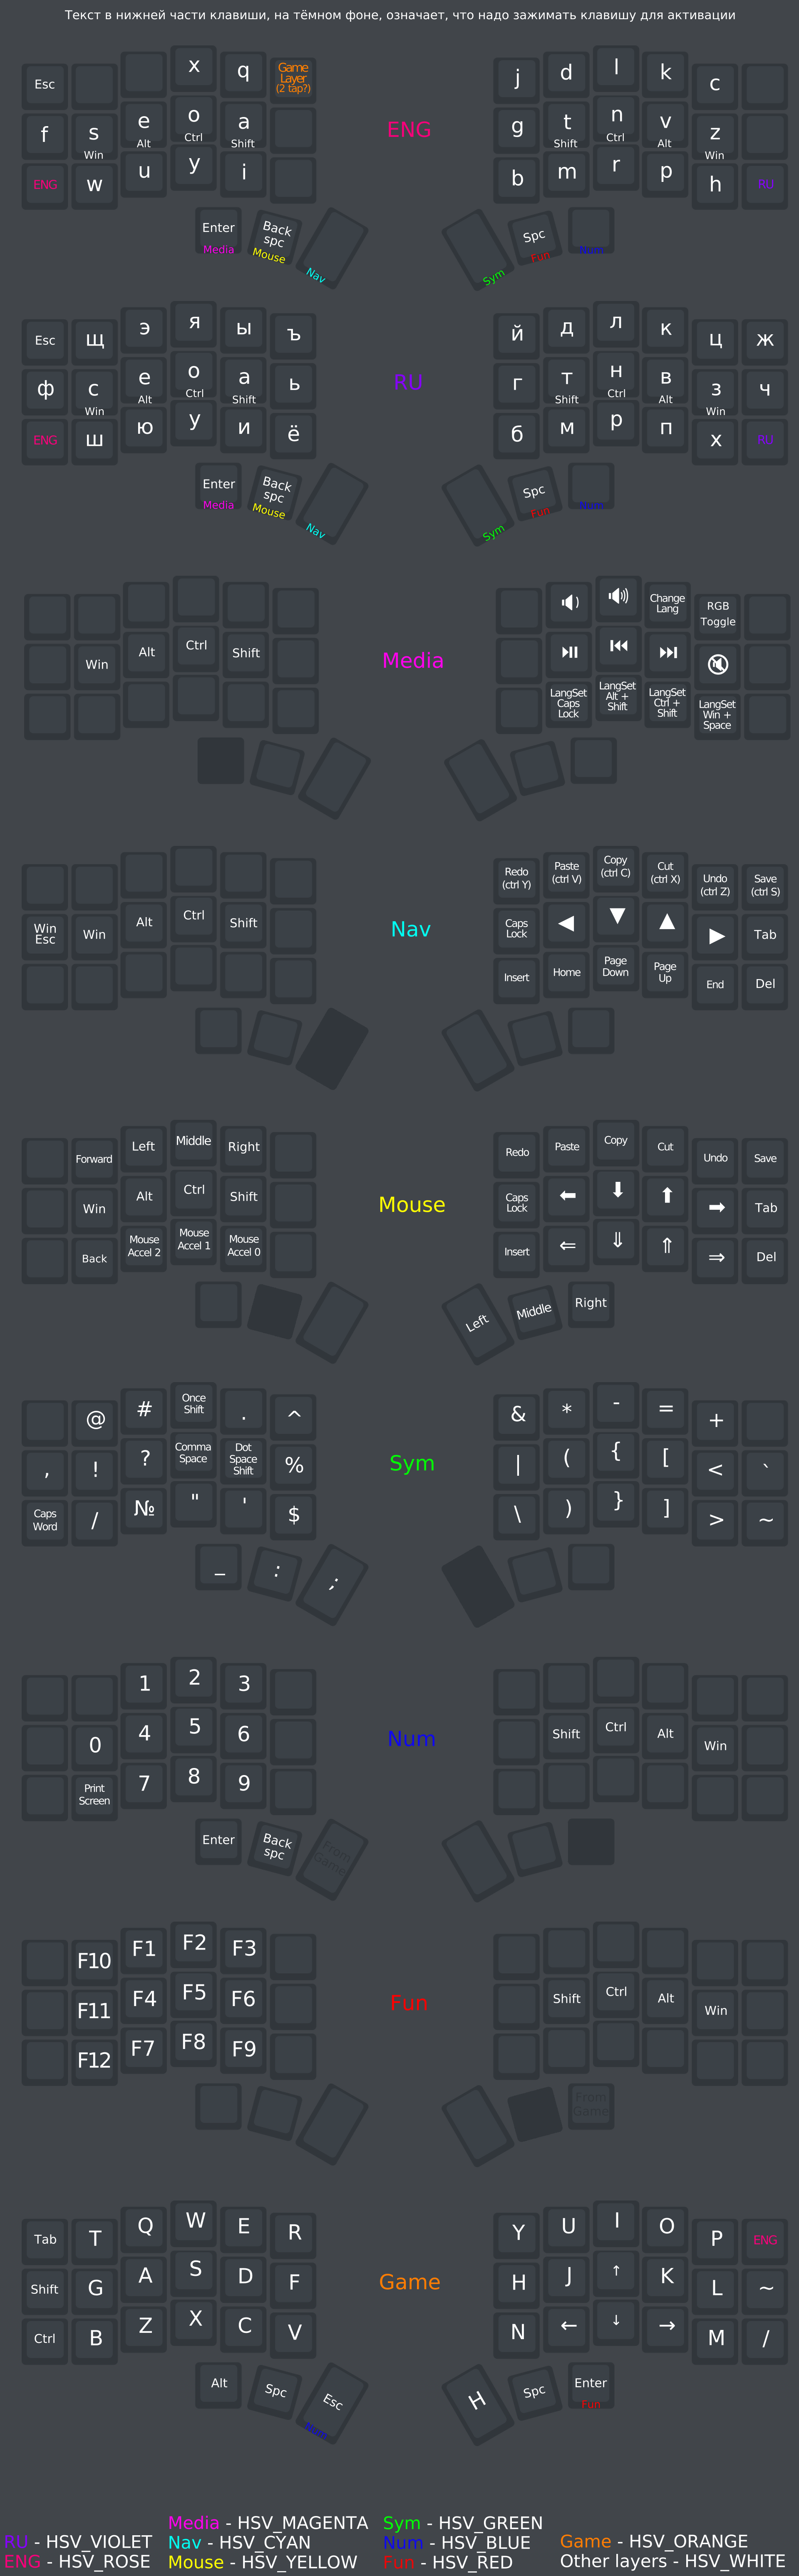 Текст в нижней части клавиши, на тёмном фоне, означает, что надо зажимать клавишу для активации
Esc x q Game Layer (2 tap?) j d l k c
f s Win e Alt o Ctrl a Shift ENG g t Shift n Ctrl v Alt z Win
ENG w u y i b m r p h RU
Enter Media Back spc Mouse Nav Sym Spc Fun Num
Esc щ э я ы ъ й д л к ц ж
ф с Win е Alt о Ctrl а Shift ь RU г т Shift н Ctrl в Alt з Win ч
ENG ш ю у и ё б м р п х RU
Enter Media Back spc Mouse Nav Sym Spc Fun Num
Change Lang RGB Toggle
Win Alt Ctrl Shift Media
LangSet Caps Lock LangSet Alt + Shift LangSet Ctrl + Shift LangSet Win + Space
Redo (ctrl Y) Paste (ctrl V) Copy (ctrl C) Cut (ctrl X) Undo (ctrl Z) Save (ctrl S)
Win Esc Win Alt Ctrl Shift Nav Caps Lock ◀ ▼ ▲ ▶ Tab
Insert Home Page Down Page Up End Del
Forward Left Middle Right Redo Paste Copy Cut Undo Save
Win Alt Ctrl Shift Mouse Caps Lock ⬅ ⬇ ⬆ ➡ Tab
Back Mouse Accel 2 Mouse Accel 1 Mouse Accel 0 Insert ⇐ ⇓ ⇑ ⇒ Del
Left Middle Right
@ # Once Shift . ^ & * - = +
, ! ? Comma Space Dot Space Shift % Sym | ( { [ < `
Caps Word / № " ' $ \ ) } ] > ~
_ : ;
1 2 3
0 4 5 6 Num Shift Ctrl Alt Win
Print Screen 7 8 9
Enter Back spc From Game
F10 F1 F2 F3
F11 F4 F5 F6 Fun Shift Ctrl Alt Win
F12 F7 F8 F9
From Game
Tab T Q W E R Y U I O P ENG
Shift G A S D F Game H J ↑ K L ~
Ctrl B Z X C V N ← ↓ → M /
Alt Spc Esc Num H Spc Enter Fun
Media - HSV_MAGENTA Sym - HSV_GREEN
RU - HSV_VIOLET Nav - HSV_CYAN Num - HSV_BLUE Game - HSV_ORANGE
ENG - HSV_ROSE Mouse - HSV_YELLOW Fun - HSV_RED Other layers - HSV_WHITE